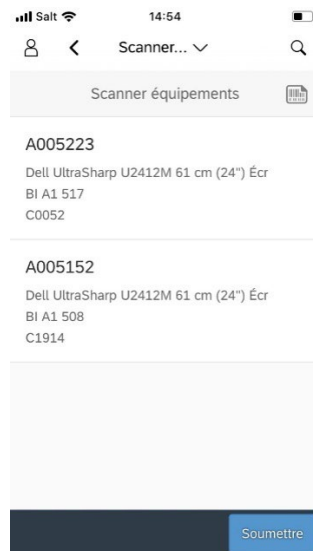 Salt 14:54
Scanner...
Scanner équipements
A005223
Dell UltraSharp U2412M 61 cm (24") Écr
BI A1 517
C0052
A005152
Dell UltraSharp U2412M 61 cm (24") Écr
BI A1 508
C1914
Soumettre